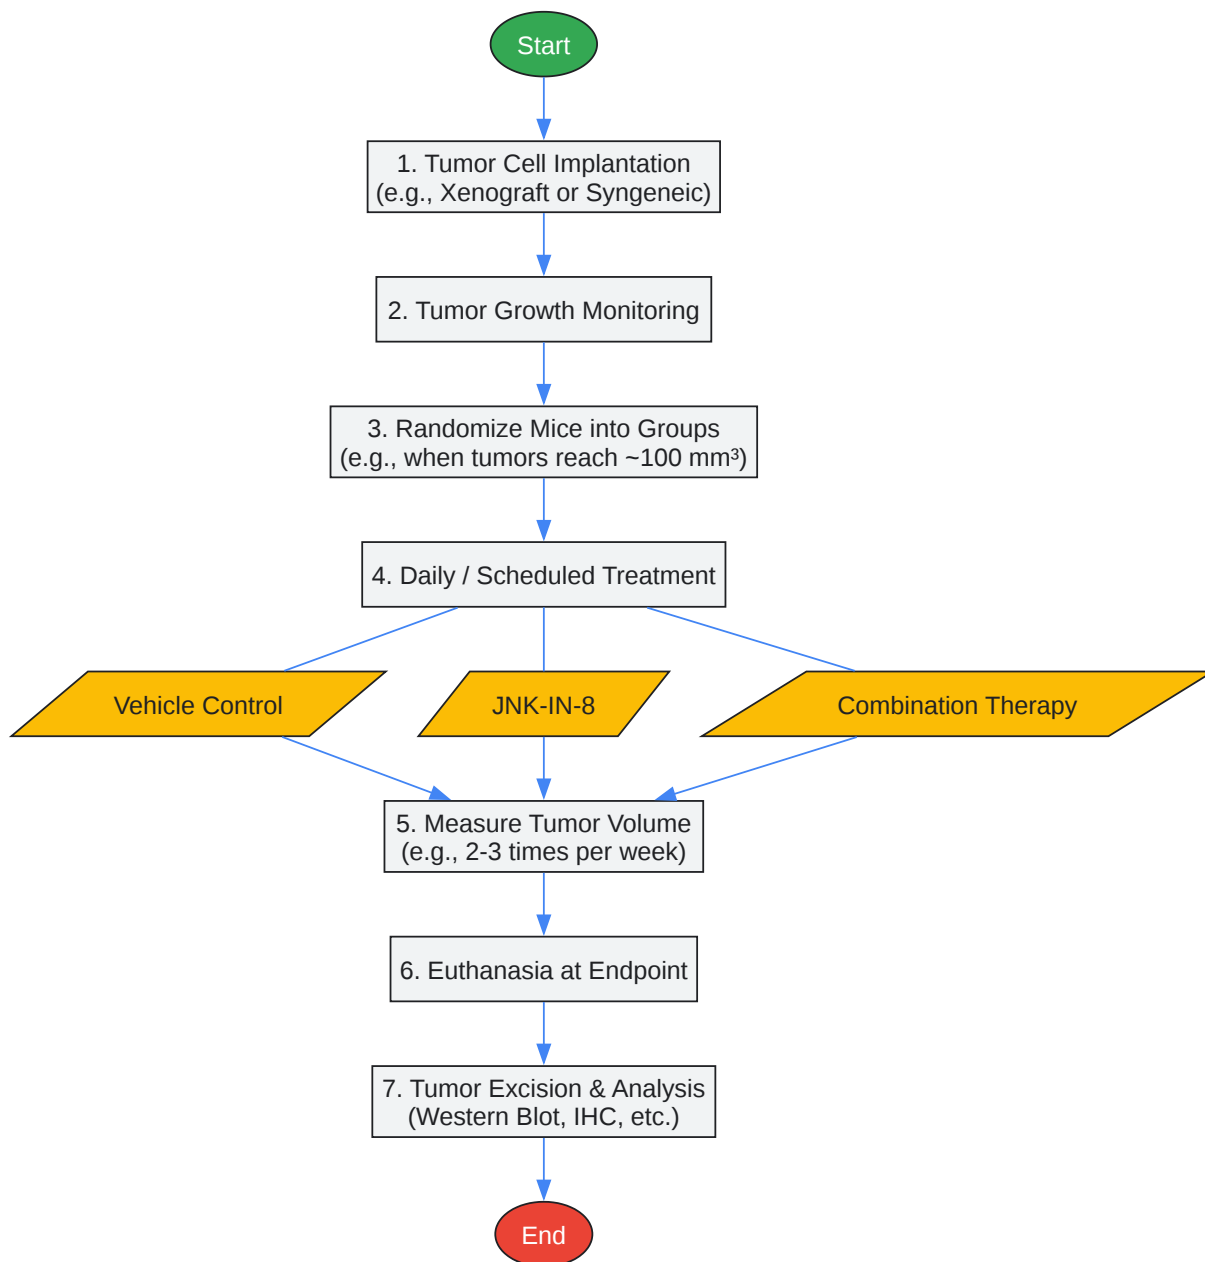 Start
1. Tumor Cell Implantation
(e.g., Xenograft or Syngeneic)
2. Tumor Growth Monitoring
3. Randomize Mice into Groups
(e.g., when tumors reach ~100 mm³)
4. Daily / Scheduled Treatment
Vehicle Control
JNK-IN-8
Combination Therapy
5. Measure Tumor Volume
(e.g., 2-3 times per week)
6. Euthanasia at Endpoint
7. Tumor Excision & Analysis
(Western Blot, IHC, etc.)
End